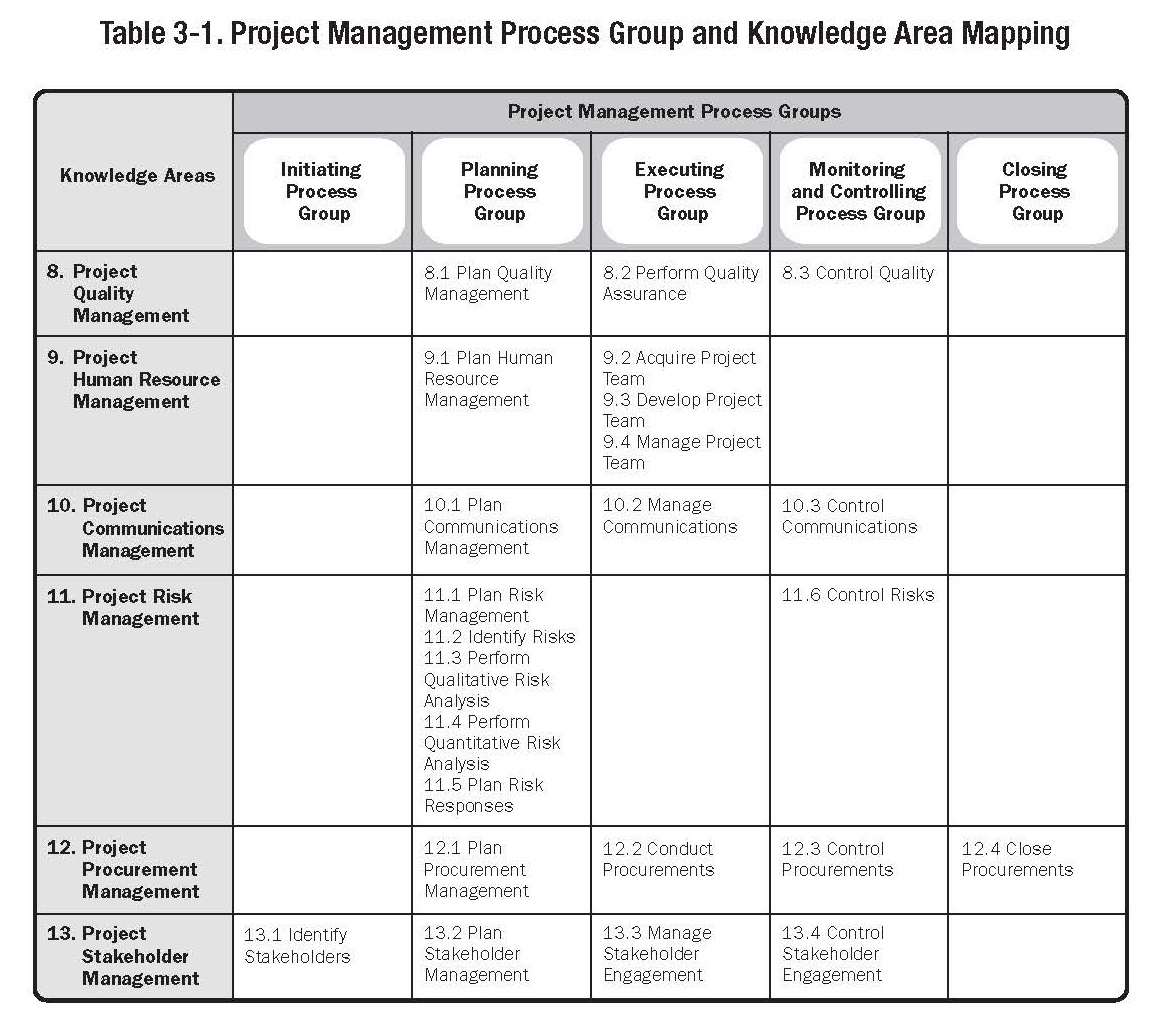 Table 3-1. Project Management Process Group and Knowledge Area Mapping
Knowledge Areas
Project Management Process Groups
Initiating
Process
Group
Planning
Process
Group
Executing
Process
Group
Monitoring
and Controlling
Process Group
Closing
Process
Group
8. Project
Quality
Management
8.1 Plan Quality
Management
8.2 Perform Quality
Assurance
8.3 Control Quality
9. Project
Human Resource
Management
9.1 Plan Human
Resource
Management
9.2 Acquire Project
Team
9.3 Develop Project
Team
9.4 Manage Project
Team
10. Project
Communications
Management
10.1 Plan
Communications
Management
10.2 Manage
Communications
10.3 Control
Communications
11. Project Risk
Management
11.1 Plan Risk
Management
11.2 Identify Risks
11.3 Perform
Qualitative Risk
Analysis
11.4 Perform
Quantitative Risk
Analysis
11.5 Plan Risk
Responses
11.6 Control Risks
12. Project
Procurement
Management
12.1 Plan
Procurement
Management
12.2 Conduct
Procurements
12.3 Control
Procurements
12.4 Close
Procurements
13. Project
Stakeholder
Management
13.1 Identify
Stakeholders
13.2 Plan
Stakeholder
Management
13.3 Manage
Stakeholder
Engagement
13.4 Control
Stakeholder
Engagement